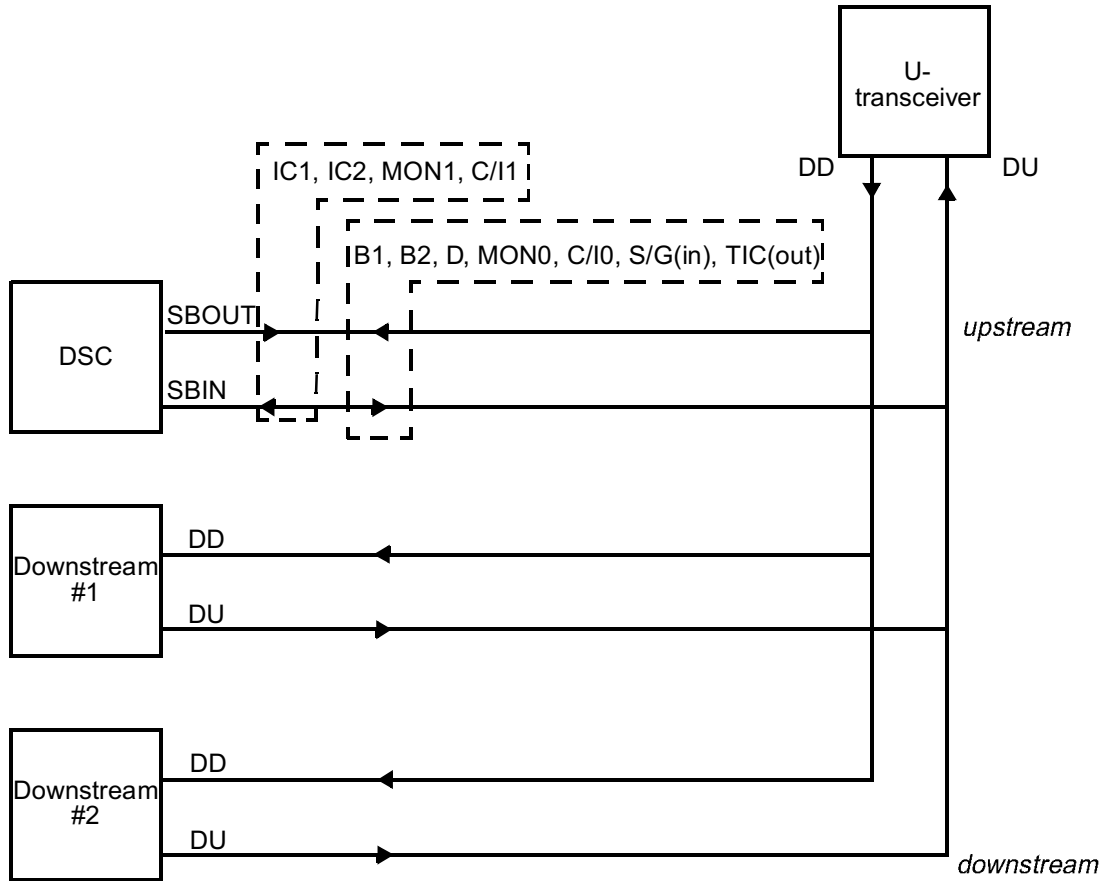 U-
transceiver
DD
DU
IC1, IC2, MON1, C/I1
B1, B2, D, MON0, C/I0, S/G(in), TIC(out)
SBOUT
upstream
DSC
SBIN
DD
Downstream
#1
DU
DD
Downstream
#2
DU
downstream